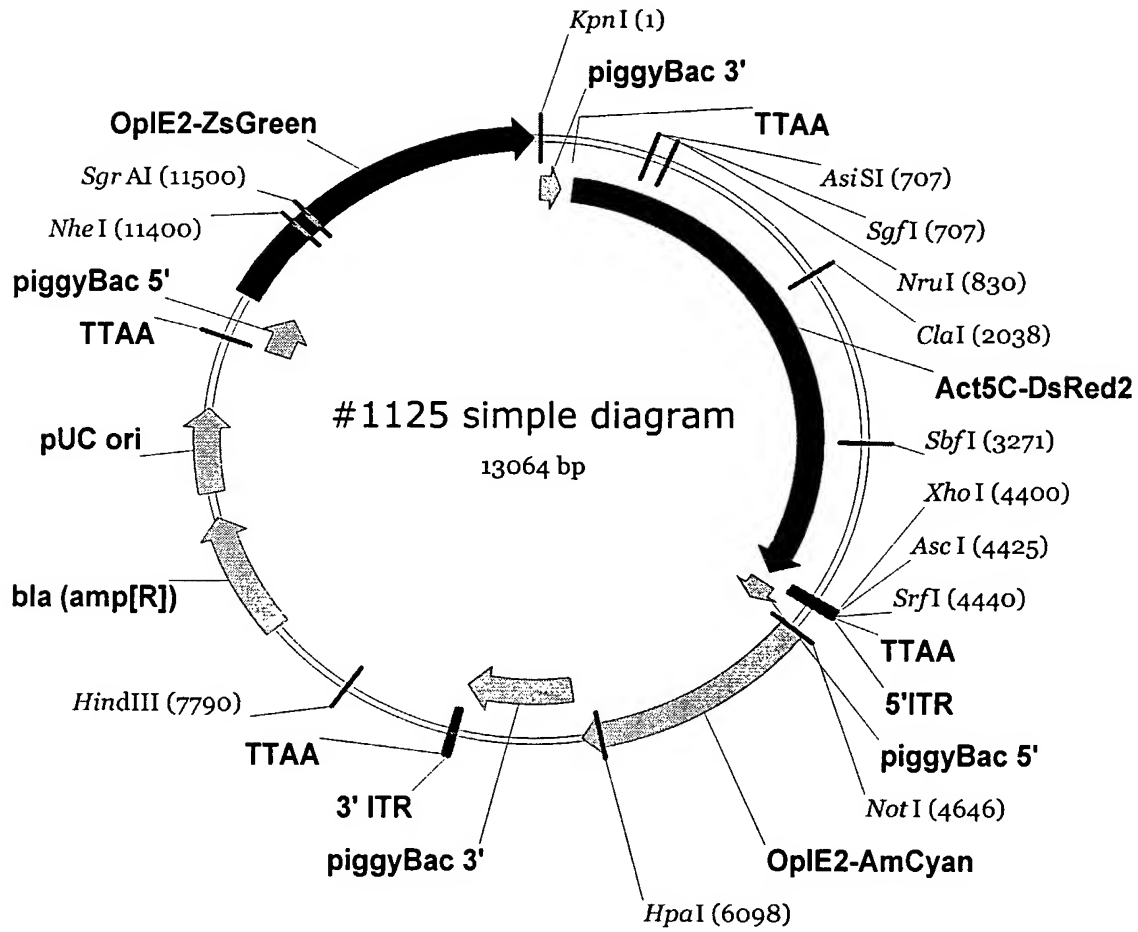 KpnI (1)
piggyBac 3'
TTAA
AsiSI (707)
SgfI (707)
NruI (830)
ClaI (2038)
Act5C-DsRed2
SbfI (3271)
XhoI (4400)
AscI (4425)
SrfI (4440)
TTAA
5'ITR
piggyBac 5'
NotI (4646)
OpIE2-AmCyan
HpaI (6098)
piggyBac 3'
3' ITR
TTAA
HindIII (7790)
bla (amp[R])
pUC ori
TTAA
piggyBac 5'
NheI (11400)
SgrAI (11500)
OpIE2-ZsGreen
#1125 simple diagram
13064 bp